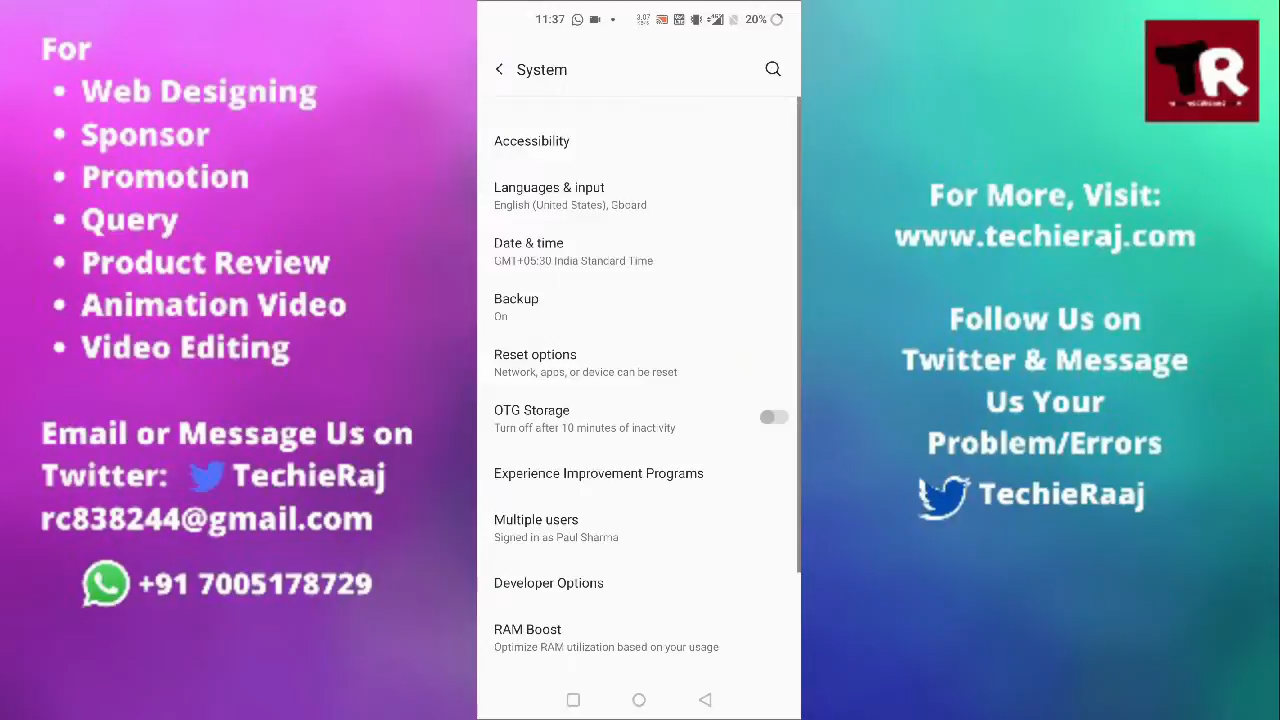 For
• Web Designing
• Sponsor
• Promotion
• Query
• Product Review
• Animation Video
• Video Editing
Email or Message Us on
Twitter: TechieRaj
rc838244@gmail.com
+91 7005178729
11:37
20%
System
Accessibility
Languages & input
English (United States), Gboard
Date & time
GMT+05:30 India Standard Time
Backup
On
Reset options
Network, apps, or device can be reset
OTG Storage
Turn off after 10 minutes of inactivity
Experience Improvement Programs
Multiple users
Signed in as Paul Sharma
Developer Options
RAM Boost
Optimize RAM utilization based on your usage
TR
For More, Visit:
www.techieraj.com
Follow Us on
Twitter & Message
Us Your
Problem/Errors
TechieRaaj